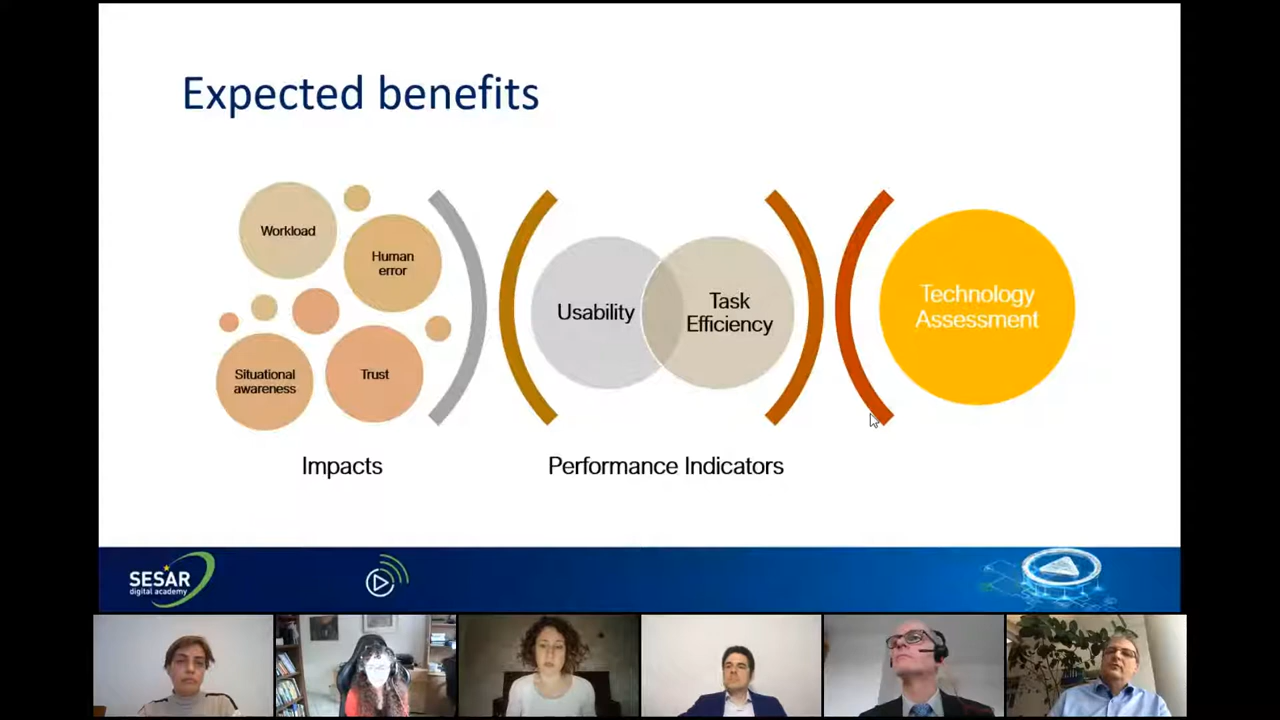 Expected benefits
Workload
Human
error
Situational
awareness
Trust
Usability
Task
Efficiency
Technology
Assessment
Impacts
Performance Indicators
SESAR
digital academy